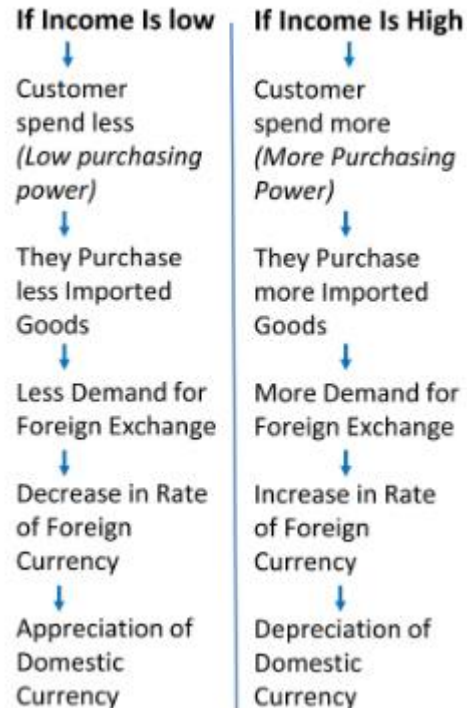 If Income Is low
Customer
spend less
(Low purchasing
power)
They Purchase
less Imported
Goods
Less Demand for
Foreign Exchange
Decrease in Rate
of Foreign
Currency
Appreciation of
Domestic
Currency
If Income Is High
Customer
spend more
(More Purchasing
Power)
They Purchase
more Imported
Goods
More Demand for
Foreign Exchange
Increase in Rate
of Foreign
Currency
Depreciation of
Domestic
Currency